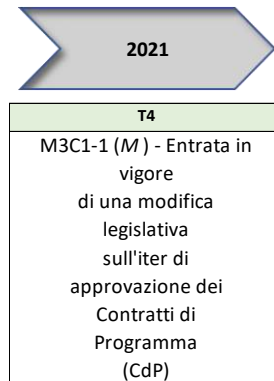 2021
T4
M3C1-1 (M ) - Entrata in
vigore
di una modifica
legislativa
sull'iter di
approvazione dei
Contratti di
Programma
(CdP)